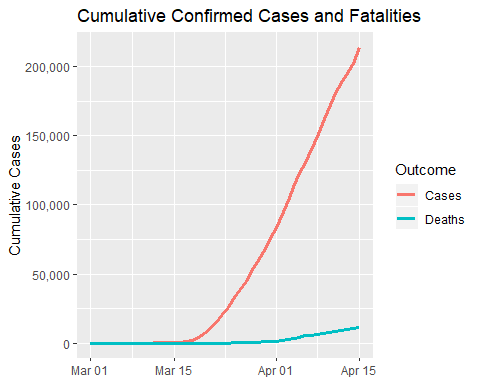 Cumulative Confirmed Cases and Fatalities
200,000
150,000
100,000
50,000
0
Cumulative Cases
Mar 01 Mar 15 Apr 01 Apr 15
Outcome
Cases
Deaths